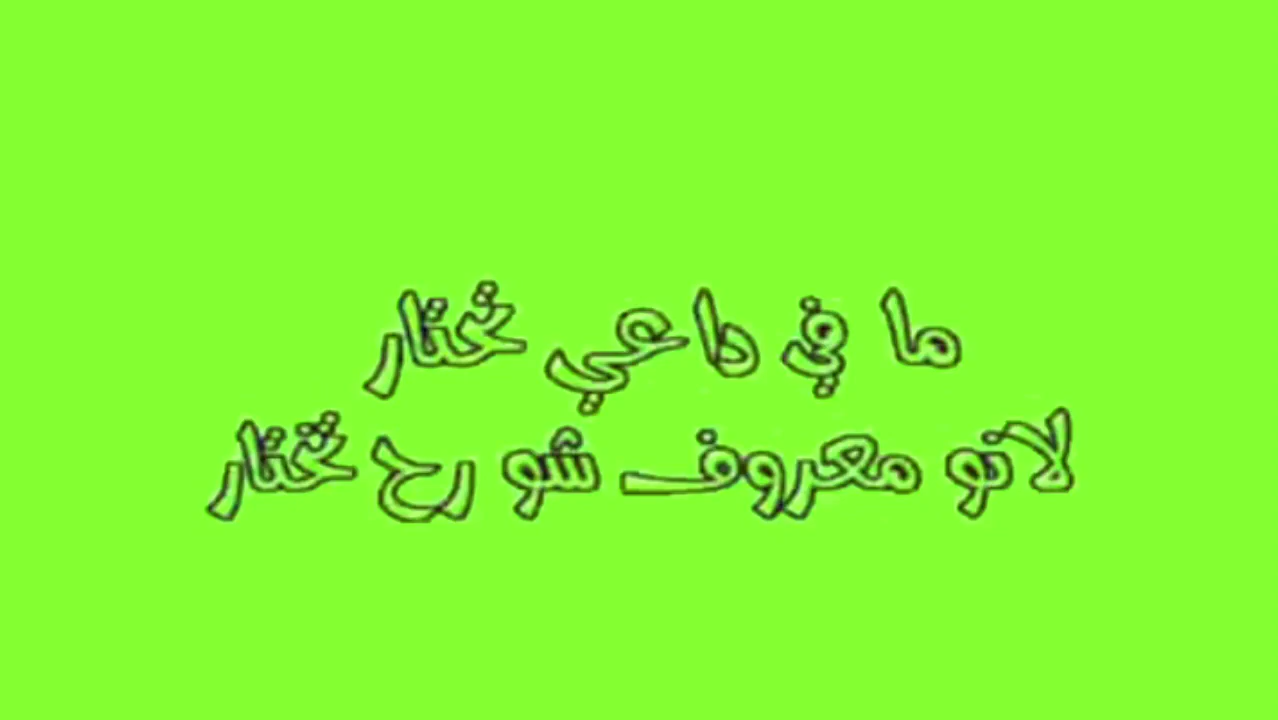 ما في داعي تختار
لانو معروف شو رح تختار